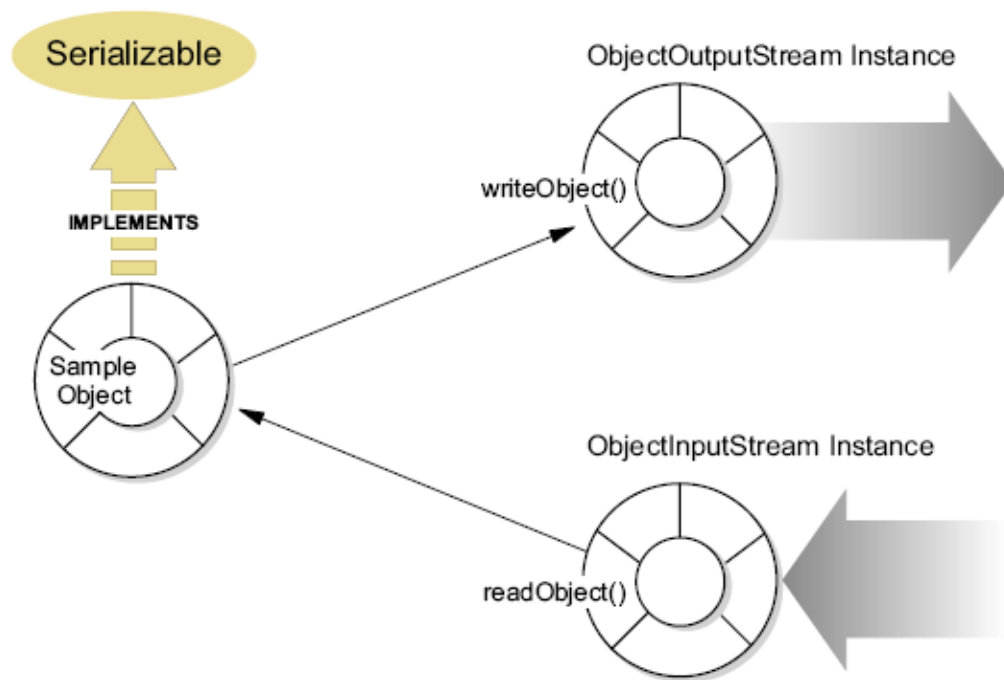 Serializable
ObjectOutputStream Instance
writeObject()
IMPLEMENTS
Sample
Object
ObjectInputStream Instance
readObject()